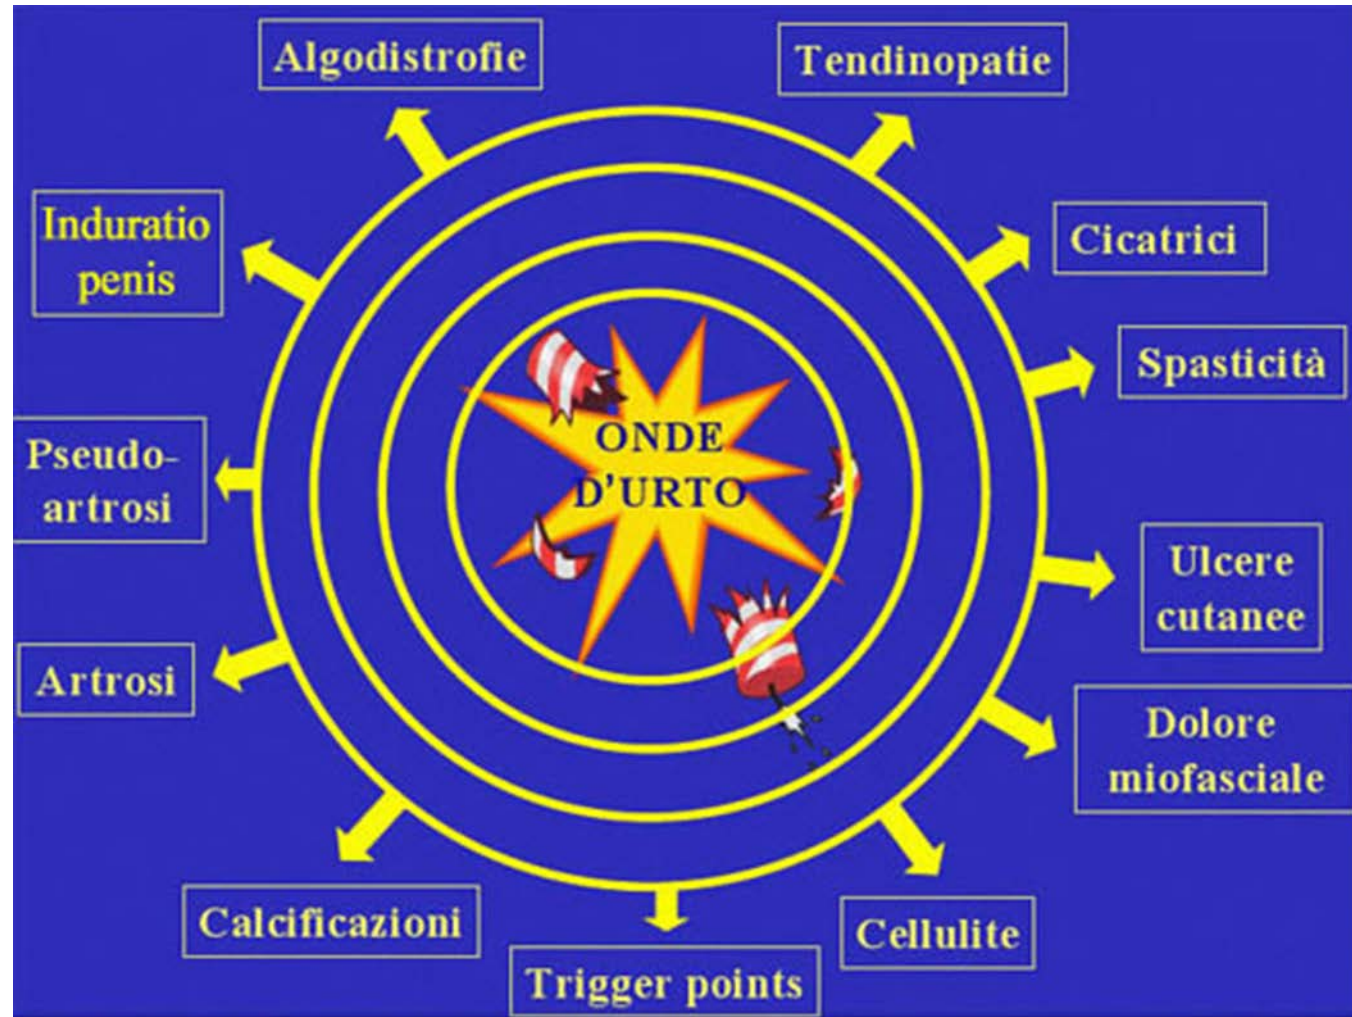 Algodistrofie
Tendinopatie
Induratio
penis
Cicatrici
Spasticità
ONDE
D'URTO
Pseudo-
artrosi
Ulcere
cutanee
Artrosi
Dolore
miofasciale
Calcificazioni
Cellulite
Trigger points